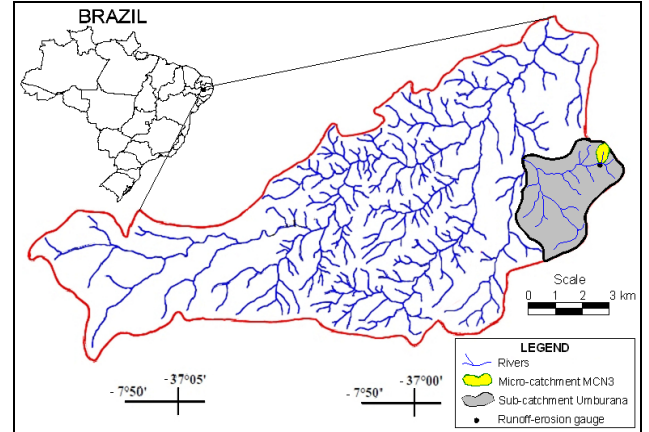 BRAZIL
Scale
0 1 2 3 km
LEGEND
Rivers
Micro-catchment MCN3
Sub-catchment Umburana
Runoff-erosion gauge
- 37°05'
- 7°50'
- 37°00'
- 7°50'